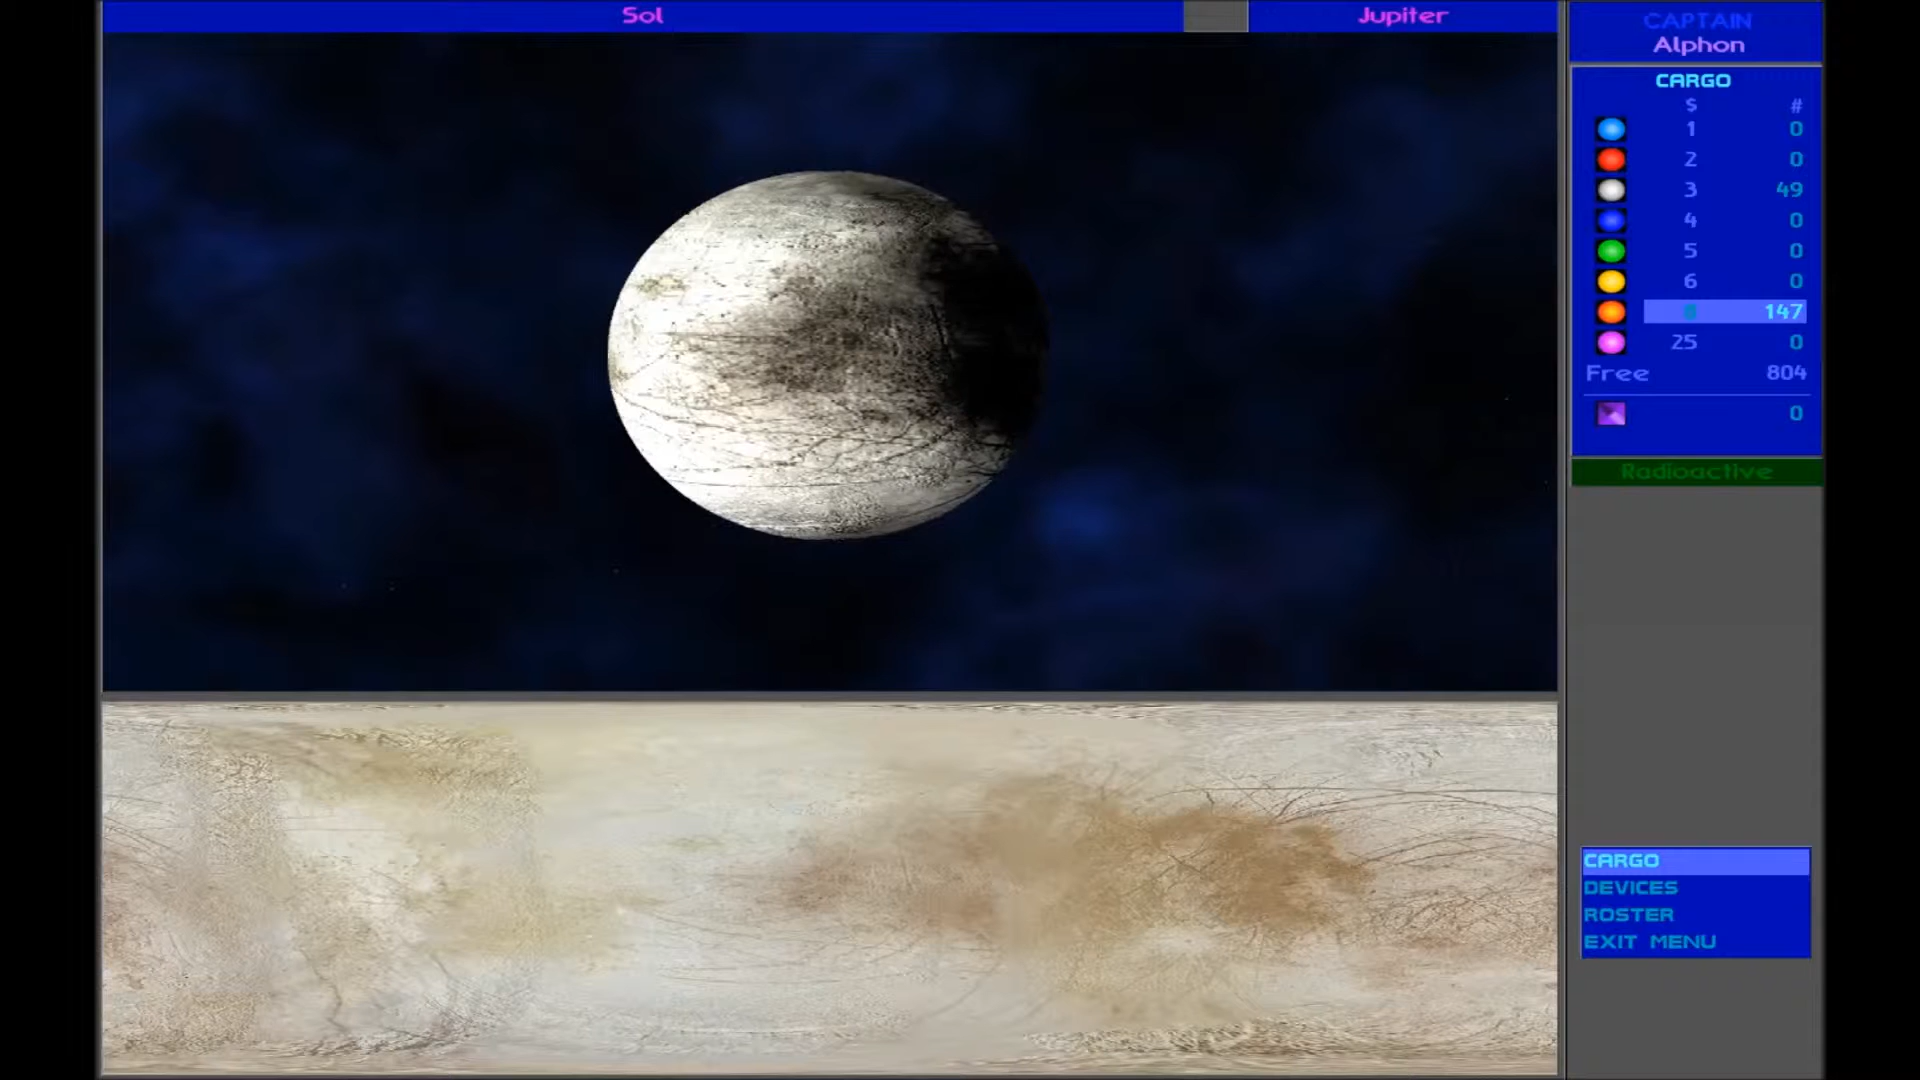 Sol Jupiter
CAPTAIN
Alphon
CARGO
$ #
1 0
2 0
3 49
4 0
5 0
6 0
147
25 0
Free 804
0
Radioactive
CARGO
DEVICES
ROSTER
EXIT MENU